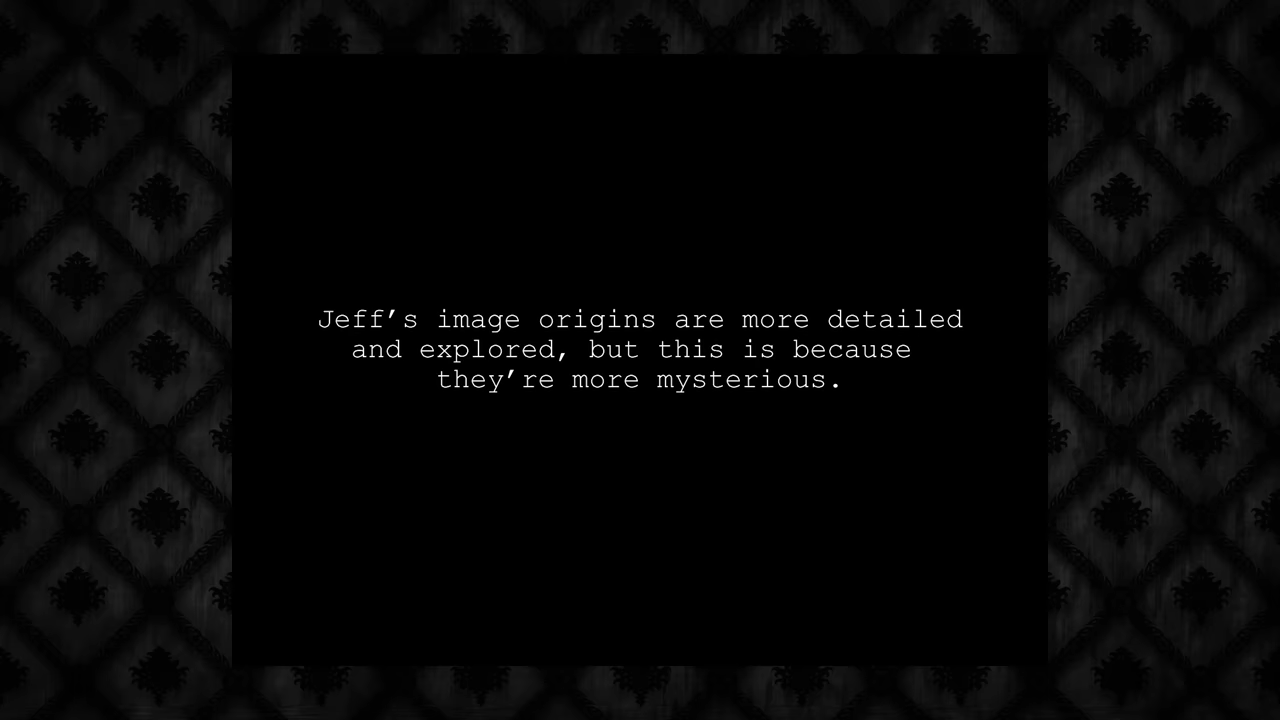 Jeff’s image origins are more detailed
and explored, but this is because
they’re more mysterious.